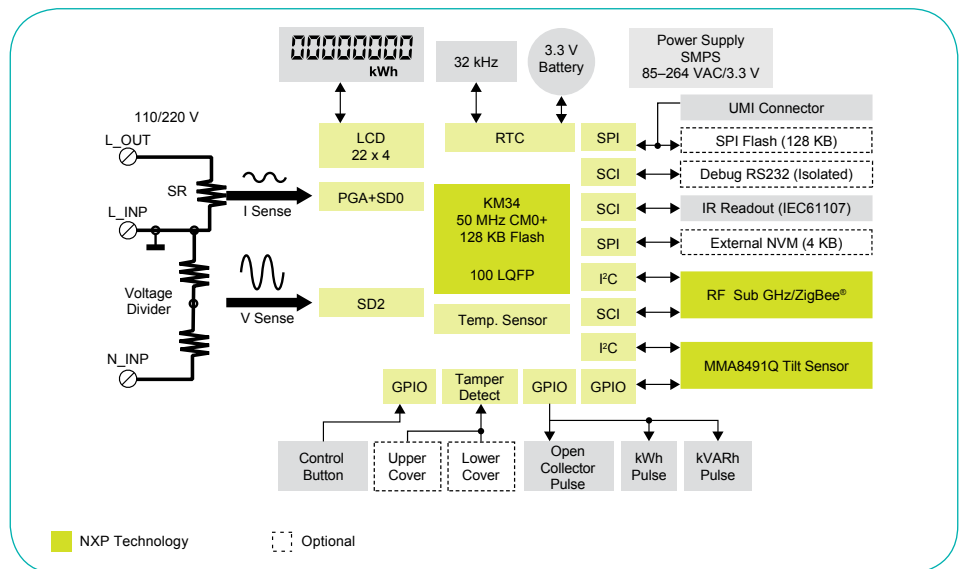 00000000
kWh
32 kHz
3.3 V
Battery
Power Supply
SMPS
85–264 VAC/3.3 V
110/220 V
L_OUT
SR
L_INP
I Sense
Voltage
Divider
V Sense
N_INP
LCD
22 x 4
RTC
PGA+SD0
KM34
50 MHz CM0+
128 KB Flash
100 LQFP
SD2
Temp. Sensor
SPI
SCI
SCI
SPI
I²C
SCI
I²C
UMI Connector
SPI Flash (128 KB)
Debug RS232 (Isolated)
IR Readout (IEC61107)
External NVM (4 KB)
RF Sub GHz/ZigBee®
MMA8491Q Tilt Sensor
GPIO
Tamper
Detect
GPIO
GPIO
Control
Button
Upper
Cover
Lower
Cover
Open
Collector
Pulse
kWh
Pulse
kVARh
Pulse
NXP Technology
Optional